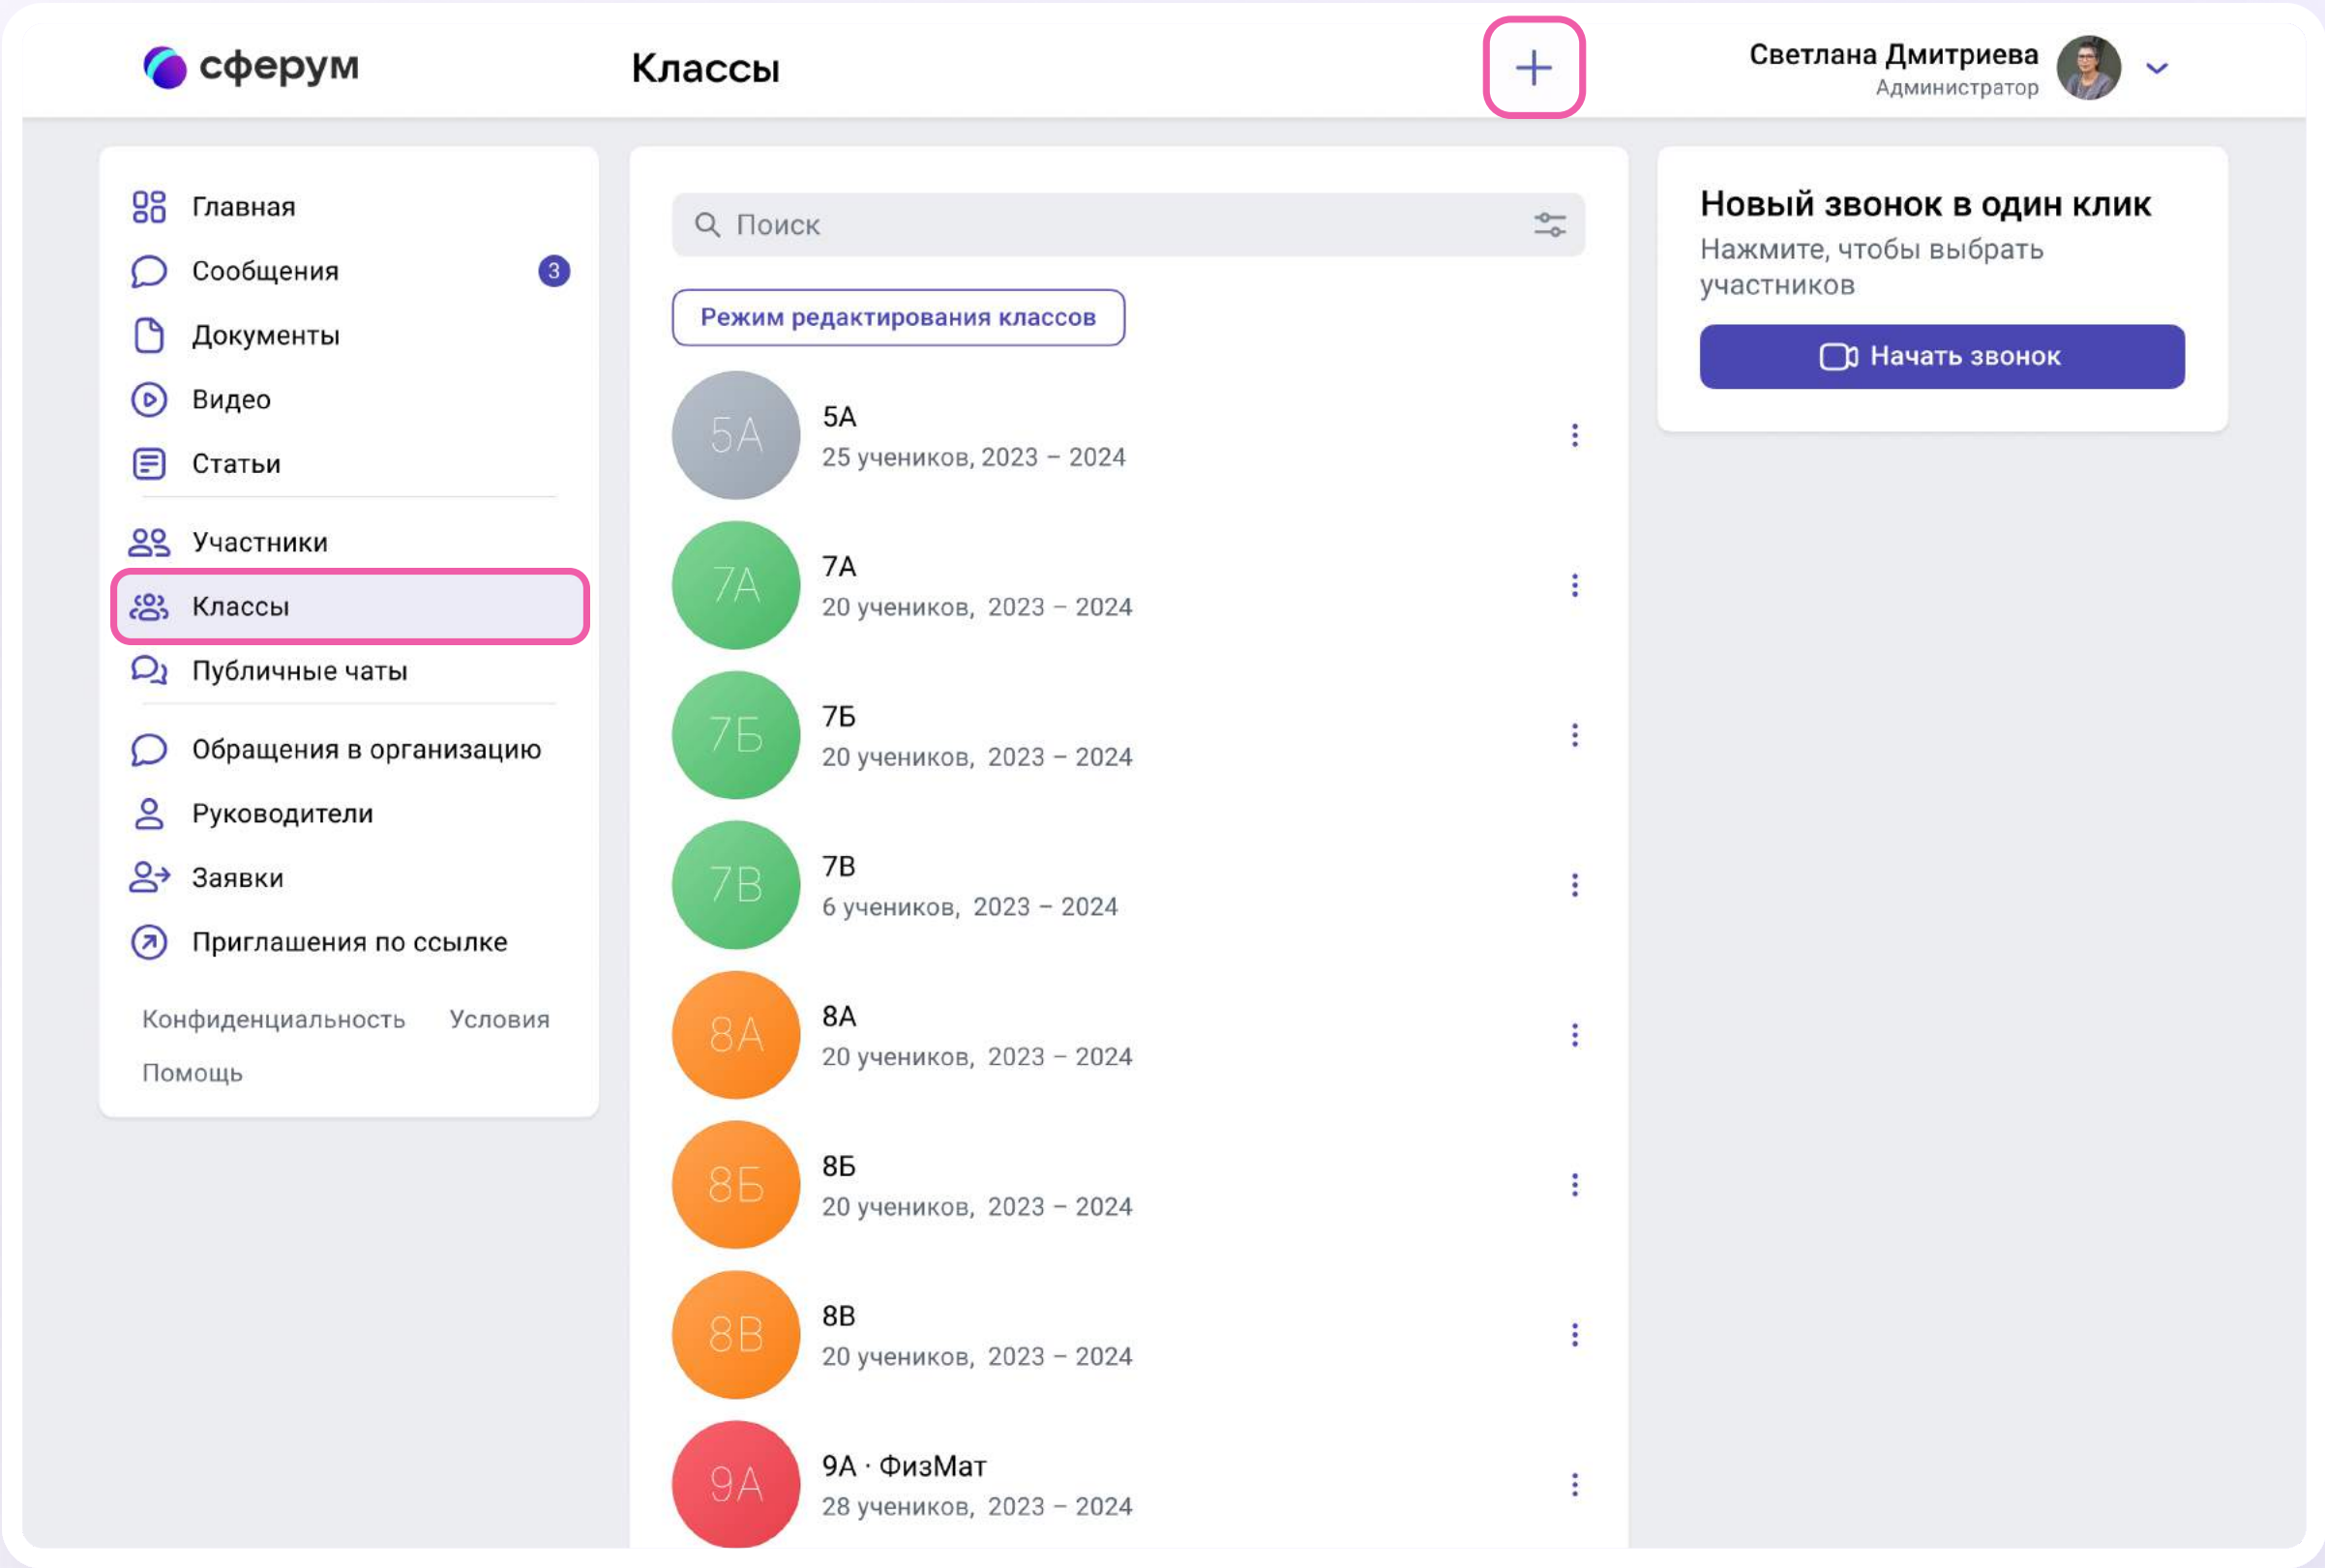 сферум
Классы
Светлана Дмитриева
Администратор
Главная
Сообщения
3
Документы
Видео
Статьи
Участники
Классы
Публичные чаты
Обращения в организацию
Руководители
Заявки
Приглашения по ссылке
Конфиденциальность Условия
Помощь
Поиск
Режим редактирования классов
5А
5А
25 учеников, 2023 – 2024
7А
7А
20 учеников, 2023 – 2024
7Б
7Б
20 учеников, 2023 – 2024
7В
7В
6 учеников, 2023 – 2024
8А
8А
20 учеников, 2023 – 2024
8Б
8Б
20 учеников, 2023 – 2024
8В
8В
20 учеников, 2023 – 2024
9А
9А · ФизМат
28 учеников, 2023 – 2024
Новый звонок в один клик
Нажмите, чтобы выбрать
участников
Начать звонок